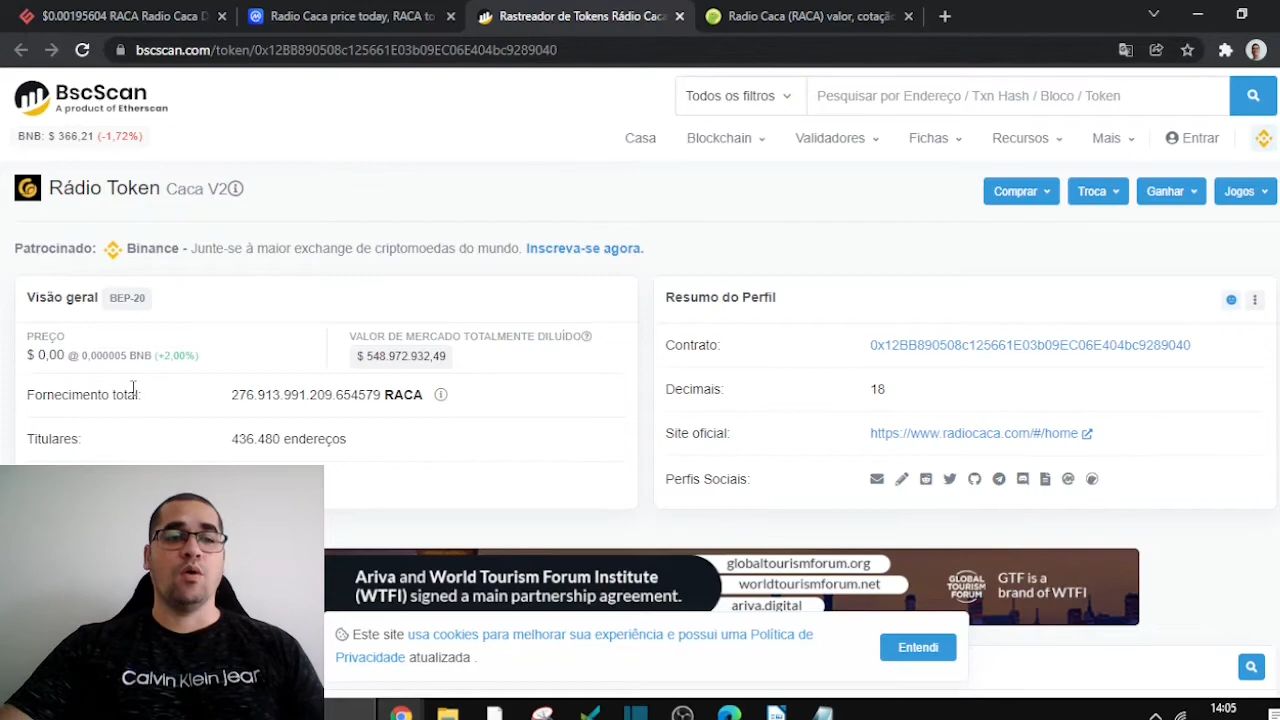 $0.00195604 RACA Radio Caca D
Radio Caca price today, RACA to
Rastreador de Tokens Rádio Caca
Radio Caca (RACA) valor, cotaçã
bscscan.com/token/0x12BB890508c125661E03b09EC06E404bc9289040
BscScan
A product of Etherscan
Todos os filtros
Pesquisar por Endereço / Txn Hash / Bloco / Token
BNB: $ 366,21 (-1,72%)
Casa
Blockchain
Validadores
Fichas
Recursos
Mais
Entrar
Rádio Token Caca V2
Comprar
Troca
Ganhar
Jogos
Patrocinado: Binance - Junte-se à maior exchange de criptomoedas do mundo. Inscreva-se agora.
Visão geral BEP-20
PREÇO
$ 0,00 @ 0,000005 BNB (+2,00%)
VALOR DE MERCADO TOTALMENTE DILUÍDO
$ 548.972.932,49
Fornecimento total:
276.913.991.209.654579 RACA
Titulares:
436.480 endereços
Resumo do Perfil
Contrato:
0x12BB890508c125661E03b09EC06E404bc9289040
Decimais:
18
Site oficial:
https://www.radiocaca.com/#/home
Perfis Sociais:
Ariva and World Tourism Forum Institute
(WTFI) signed a main partnership agreement.
globaltourismforum.org
worldtourismforum.net
ariva.digital
GLOBAL
TOURISM
FORUM
GTF is a
brand of WTFI
Este site usa cookies para melhorar sua experiência e possui uma Política de
Privacidade atualizada .
Entendi
Calvin Klein Jeans
14:05